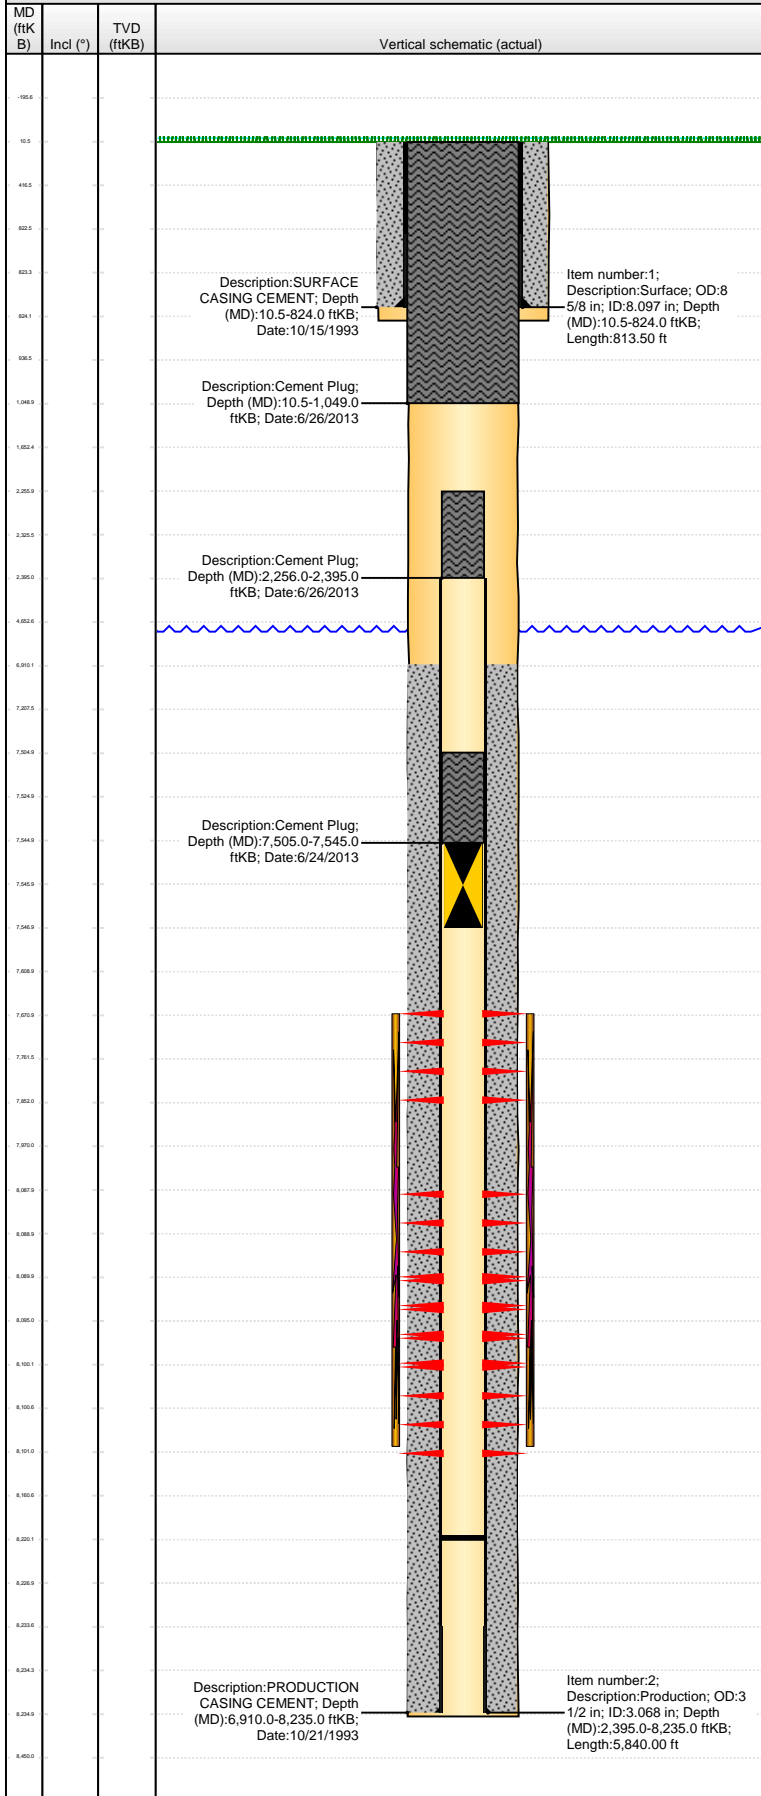 MD
(ftK
B)
Incl (°)
TVD
(ftKB)
Vertical schematic (actual)
-195.6
10.5
416.5
822.5
823.3
Description:SURFACE
CASING CEMENT; Depth
(MD):10.5-824.0 ftKB;
Date:10/15/1993
Item number:1;
Description:Surface; OD:8
5/8 in; ID:8.097 in; Depth
(MD):10.5-824.0 ftKB;
Length:813.50 ft
824.1
936.5
Description:Cement Plug;
Depth (MD):10.5-1,049.0
ftKB; Date:6/26/2013
1,048.9
1,652.4
2,255.9
2,325.5
Description:Cement Plug;
Depth (MD):2,256.0-2,395.0
ftKB; Date:6/26/2013
2,395.0
4,652.6
6,910.1
7,207.5
7,504.9
7,524.9
Description:Cement Plug;
Depth (MD):7,505.0-7,545.0
ftKB; Date:6/24/2013
7,544.9
7,545.9
7,546.9
7,608.9
7,670.9
7,761.5
7,852.0
7,970.0
8,087.9
8,088.9
8,089.9
8,095.0
8,100.1
8,100.6
8,101.0
8,160.6
8,220.1
8,226.9
8,233.6
8,234.3
Description:PRODUCTION
CASING CEMENT; Depth
(MD):6,910.0-8,235.0 ftKB;
Date:10/21/1993
Item number:2;
Description:Production; OD:3
1/2 in; ID:3.068 in; Depth
(MD):2,395.0-8,235.0 ftKB;
Length:5,840.00 ft
8,234.9
8,450.0